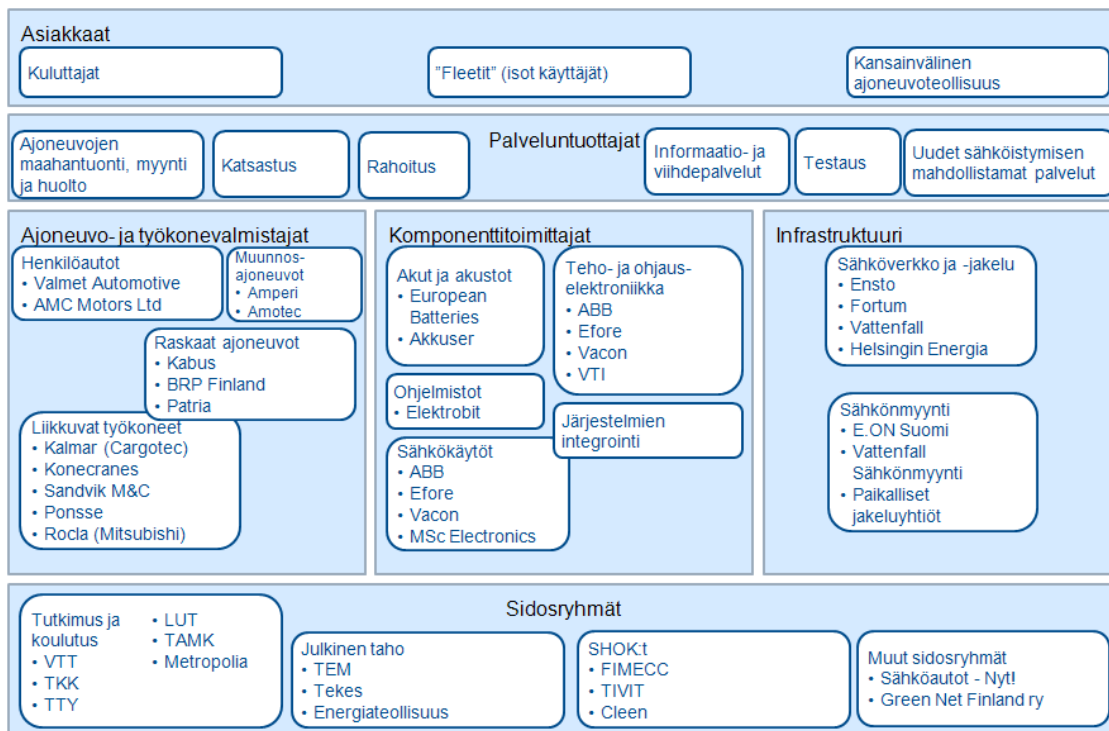 Asiakkaat
Kuluttajat
"Fleetit" (isot käyttäjät)
Kansainvälinen
ajoneuvoteollisuus
Palveluntuottajat
Ajoneuvojen
maahantuonti, myynti
ja huolto
Katsastus
Rahoitus
Informaatio- ja
viihdepalvelut
Testaus
Uudet sähköistymisen
mahdollistamat palvelut
Ajoneuvo- ja työkonevalmistajat
Henkilöautot
• Valmet Automotive
• AMC Motors Ltd
Muunnos-
ajoneuvot
• Amperi
• Amotec
Raskaat ajoneuvot
• Kabus
• BRP Finland
• Patria
Liikkuvat työkoneet
• Kalmar (Cargotec)
• Konecranes
• Sandvik M&C
• Ponsse
• Rocla (Mitsubishi)
Komponenttitoimittajat
Akut ja akustot
• European
Batteries
• Akkuser
Teho- ja ohjaus-
elektroniikka
• ABB
• Efore
• Vacon
• VTI
Ohjelmistot
• Elektrobit
Järjestelmien
integrointi
Sähkökäytöt
• ABB
• Efore
• Vacon
• MSc Electronics
Infrastruktuuri
Sähköverkko ja -jakelu
• Ensto
• Fortum
• Vattenfall
• Helsingin Energia
Sähkönmyynti
• E.ON Suomi
• Vattenfall
Sähkönmyynti
• Paikalliset
jakeluyhtiöt
Sidosryhmät
Tutkimus ja
koulutus
• VTT
• TKK
• TTY
• LUT
• TAMK
• Metropolia
Julkinen taho
• TEM
• Tekes
• Energiateollisuus
SHOK:t
• FIMECC
• TIVIT
• Cleen
Muut sidosryhmät
• Sähköautot - Nyt!
• Green Net Finland ry